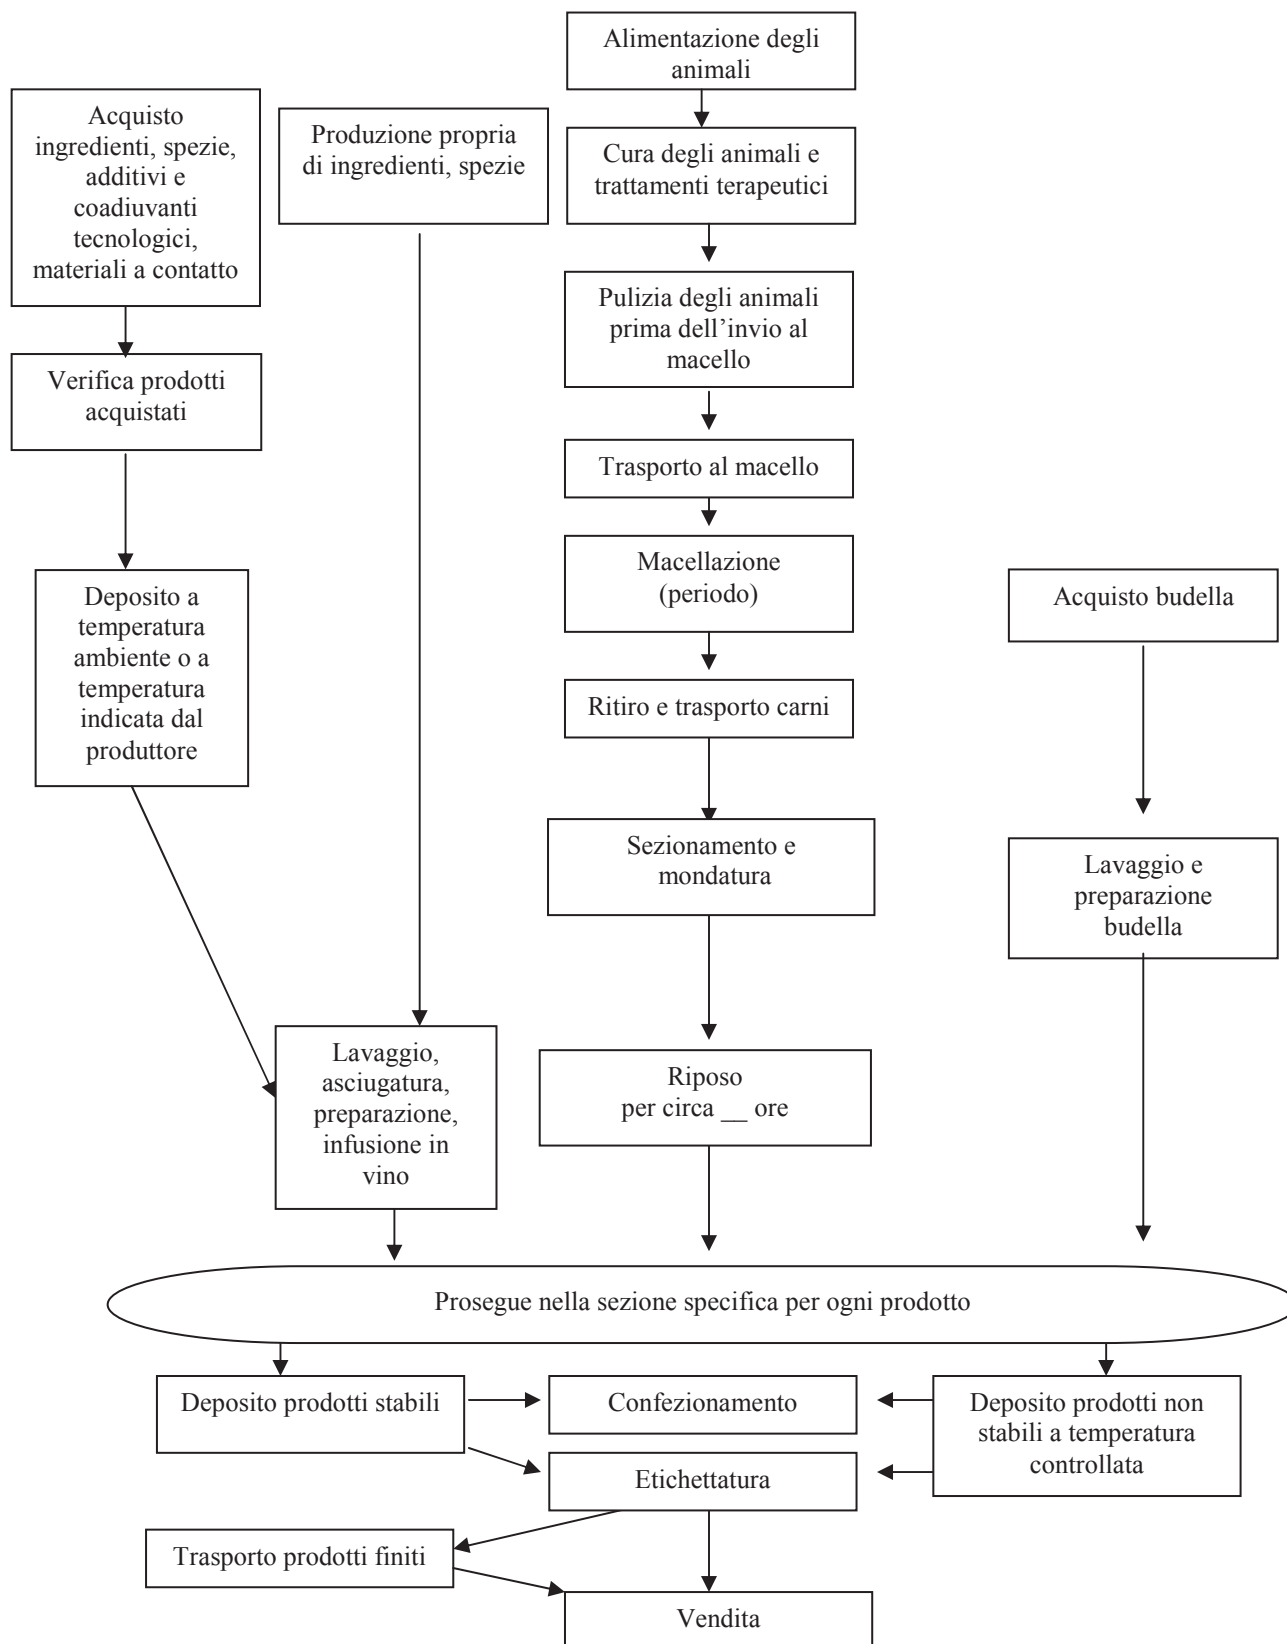 Alimentazione degli
animali
Acquisto
ingredienti, spezie,
additivi e
coadiuvanti
tecnologici,
materiali a contatto
Produzione propria
di ingredienti, spezie
Cura degli animali e
trattamenti terapeutici
Pulizia degli animali
prima dell’invio al
macello
Verifica prodotti
acquistati
Trasporto al macello
Macellazione
(periodo)
Deposito a
temperatura
ambiente o a
temperatura
indicata dal
produttore
Acquisto budella
Ritiro e trasporto carni
Sezionamento e
mondatura
Lavaggio e
preparazione
budella
Lavaggio,
asciugatura,
preparazione,
infusione in
vino
Riposo
per circa __ ore
Prosegue nella sezione specifica per ogni prodotto
Deposito prodotti stabili
Confezionamento
Deposito prodotti non
stabili a temperatura
controllata
Etichettatura
Trasporto prodotti finiti
Vendita